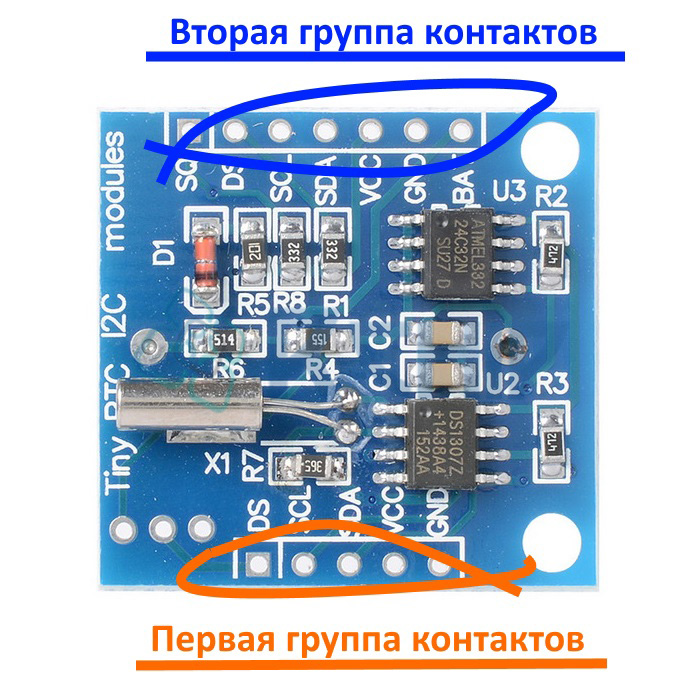 Вторая группа контактов
SQ DS SCL SDA VCC GND BA
Tiny RTC I2C modules
D1
R5 R8 R1
201 332 332
U3 R2
ATMEL832
24C32N
SU27 D
472
514 155
R6 R4
C2
C1
U2 R3
X1
R7
365
DS1307Z
+1438A4
152AA
472
DS SCL SDA VCC GND
Первая группа контактов